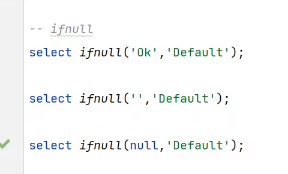 -- ifnull
select ifnull('Ok','Default');
select ifnull('','Default');
select ifnull(null,'Default');